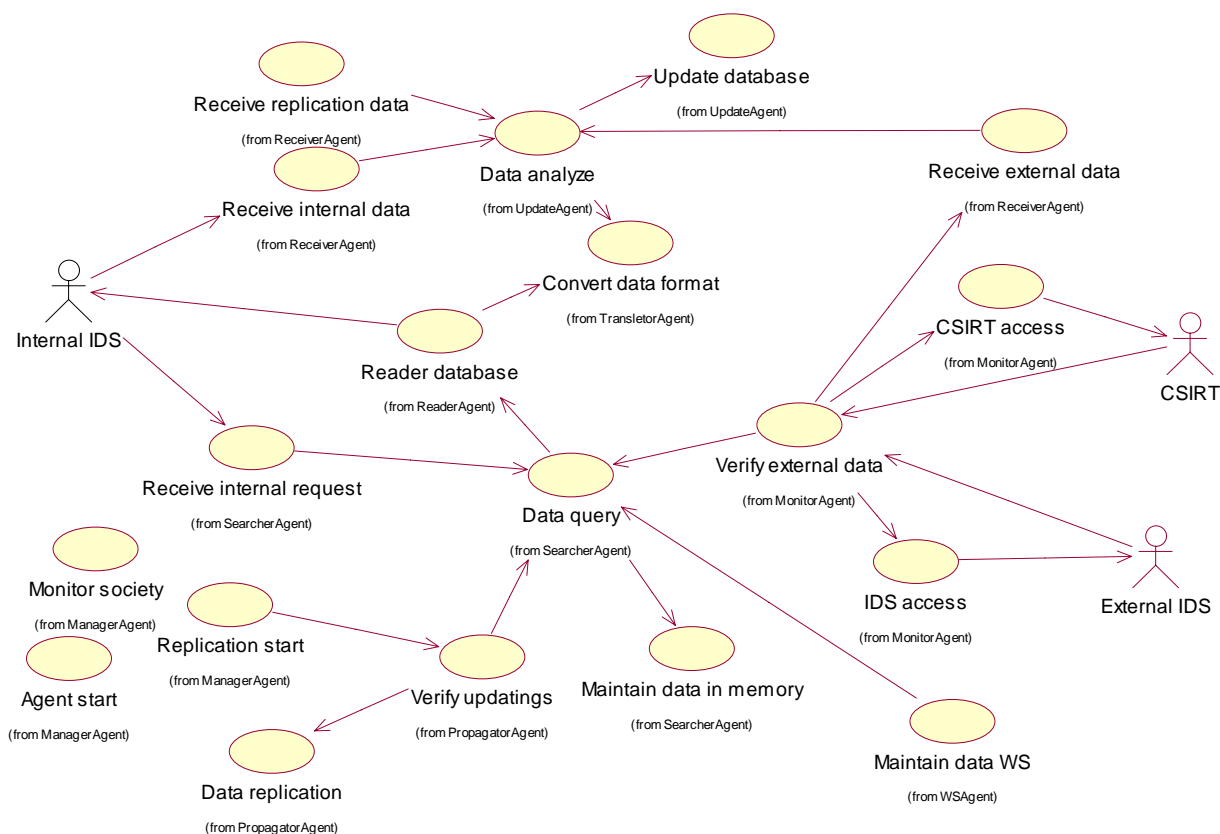 Update database
(from UpdateAgent)
Receive replication data
(from ReceiverAgent)
Data analyze
(from UpdateAgent)
Receive external data
(from ReceiverAgent)
Receive internal data
(from ReceiverAgent)
Convert data format
(from TransletorAgent)
Internal IDS
CSIRT access
(from MonitorAgent)
CSIRT
Reader database
(from ReaderAgent)
Verify external data
(from MonitorAgent)
Receive internal request
(from SearcherAgent)
Data query
(from SearcherAgent)
Monitor society
(from ManagerAgent)
IDS access
(from MonitorAgent)
External IDS
Replication start
(from ManagerAgent)
Agent start
(from ManagerAgent)
Verify updatings
(from PropagatorAgent)
Maintain data in memory
(from SearcherAgent)
Maintain data WS
(from WSAgent)
Data replication
(from PropagatorAgent)